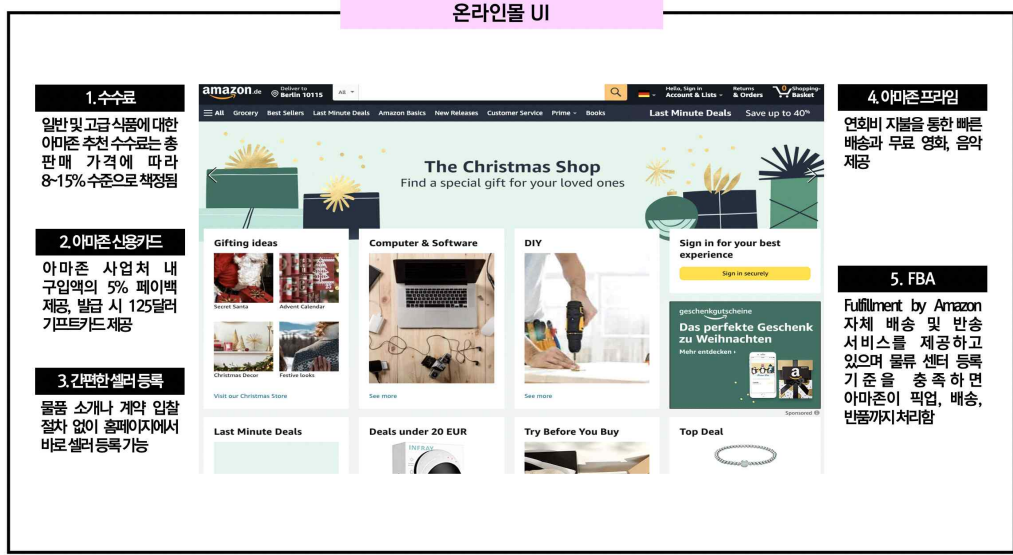 온라인몰 UI
1. 수수료
일반 및 고급 식품에 대한
아마존 추천 수수료는 총
판매 가격에 따라
8~15% 수준으로 책정됨
2. 아마존 신용카드
아마존 사업처 내
구입액의 5% 페이백
제공, 발급 시 125달러
기프트카드 제공
3. 간편한 셀러 등록
물품 소개나 계약 입찰
절차 없이 홈페이지에서
바로 셀러 등록 가능
amazon.de
Deliver to
Berlin 10115
All
Hello, Sign in
Account & Lists
Returns
& Orders
0 Shopping-
Basket
All Grocery Best Sellers Last Minute Deals Amazon Basics New Releases Customer Service Prime Books
Last Minute Deals Save up to 40%
The Christmas Shop
Find a special gift for your loved ones
Gifting ideas
Secret Santa
Advent Calendar
Christmas Decor
Festive looks
Visit our Christmas Store
Computer & Software
See more
DIY
See more
Sign in for your best
experience
Sign in securely
geschenkgutscheine
Das perfekte Geschenk
zu Weihnachten
Mehr entdecken ›
a
Sponsored
Last Minute Deals
Deals under 20 EUR
Try Before You Buy
Top Deal
4. 아마존 프라임
연회비 지불을 통한 빠른
배송과 무료 영화, 음악
제공
5. FBA
Fulfillment by Amazon
자체 배송 및 반송
서비스를 제공하고
있으며 물류 센터 등록
기준을 충족하면
아마존이 픽업, 배송,
반품까지 처리함